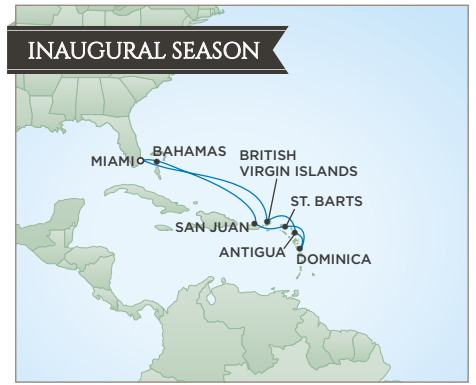 INAUGURAL SEASON
MIAMI
BAHAMAS
BRITISH
VIRGIN ISLANDS
ST. BARTS
SAN JUAN
ANTIGUA
DOMINICA